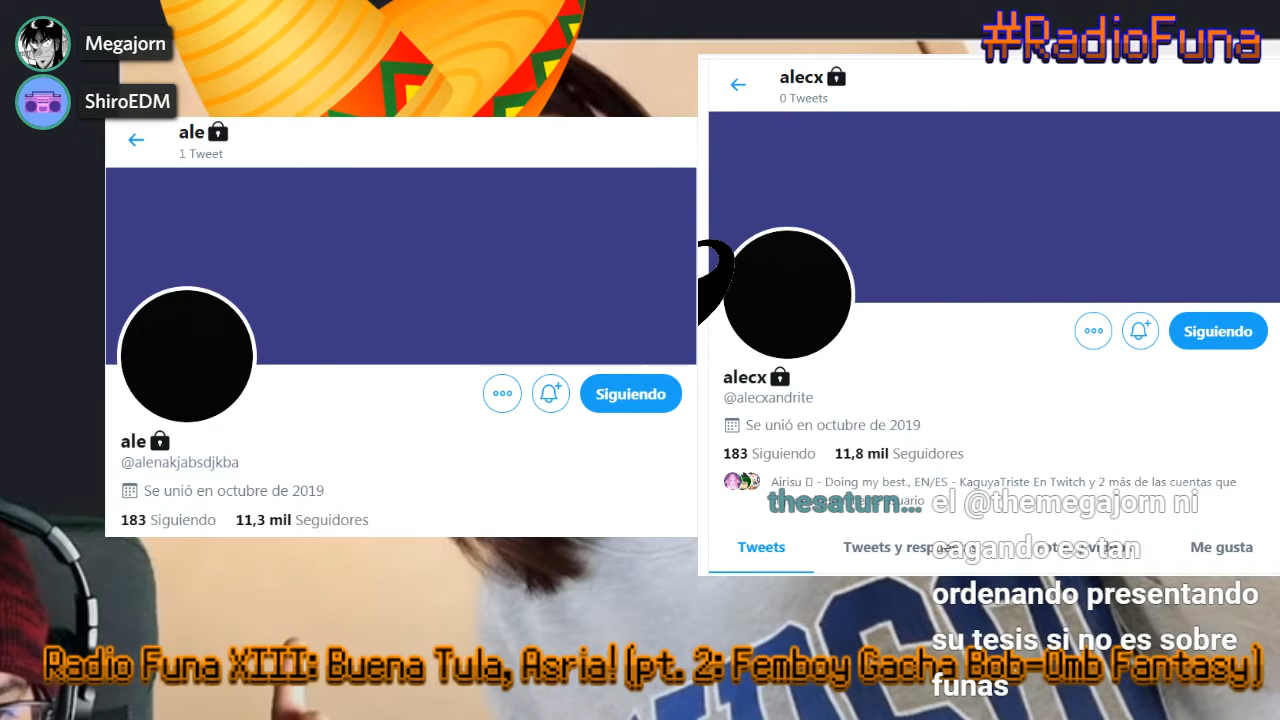 Megajorn
ShiroEDM
#RadioFuna
ale
1 Tweet
Siguiendo
ale
@alenakjabsdjkba
Se unió en octubre de 2019
183 Siguiendo 11,3 mil Seguidores
alecx
0 Tweets
Siguiendo
alecx
@alecxandrite
Se unió en octubre de 2019
183 Siguiendo 11,8 mil Seguidores
Airisu - Doing my best., EN/ES - KaguyaTriste En Twitch y 2 más de las cuentas que
Tweets Tweets y Me gusta
thesaturn... el @themegajorn ni
cagando es tan
ordenando presentando
su tesis si no es sobre
funas
Radio Funa XIII: Buena Tula, Asria! (pt. 2: Femboy Gacha Bob-Omb Fantasy)